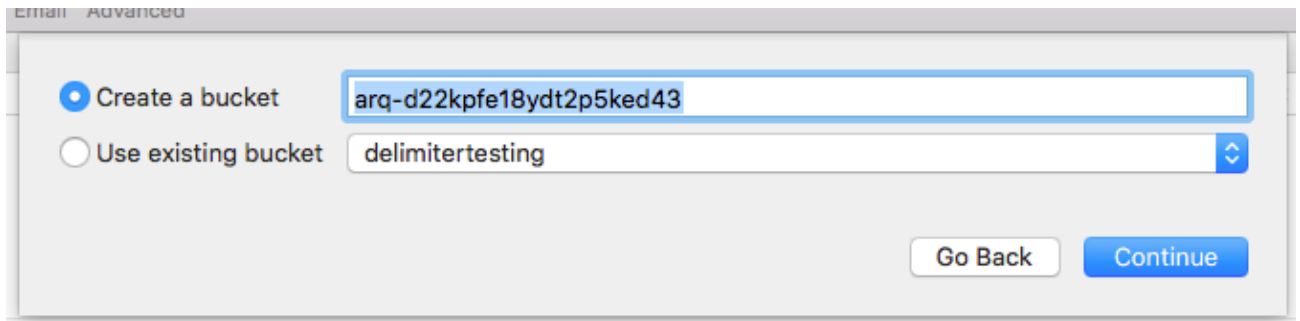 Email Advanced
Create a bucket arq-d22kpfe18ydt2p5ked43
Use existing bucket delimitertesting
Go Back Continue